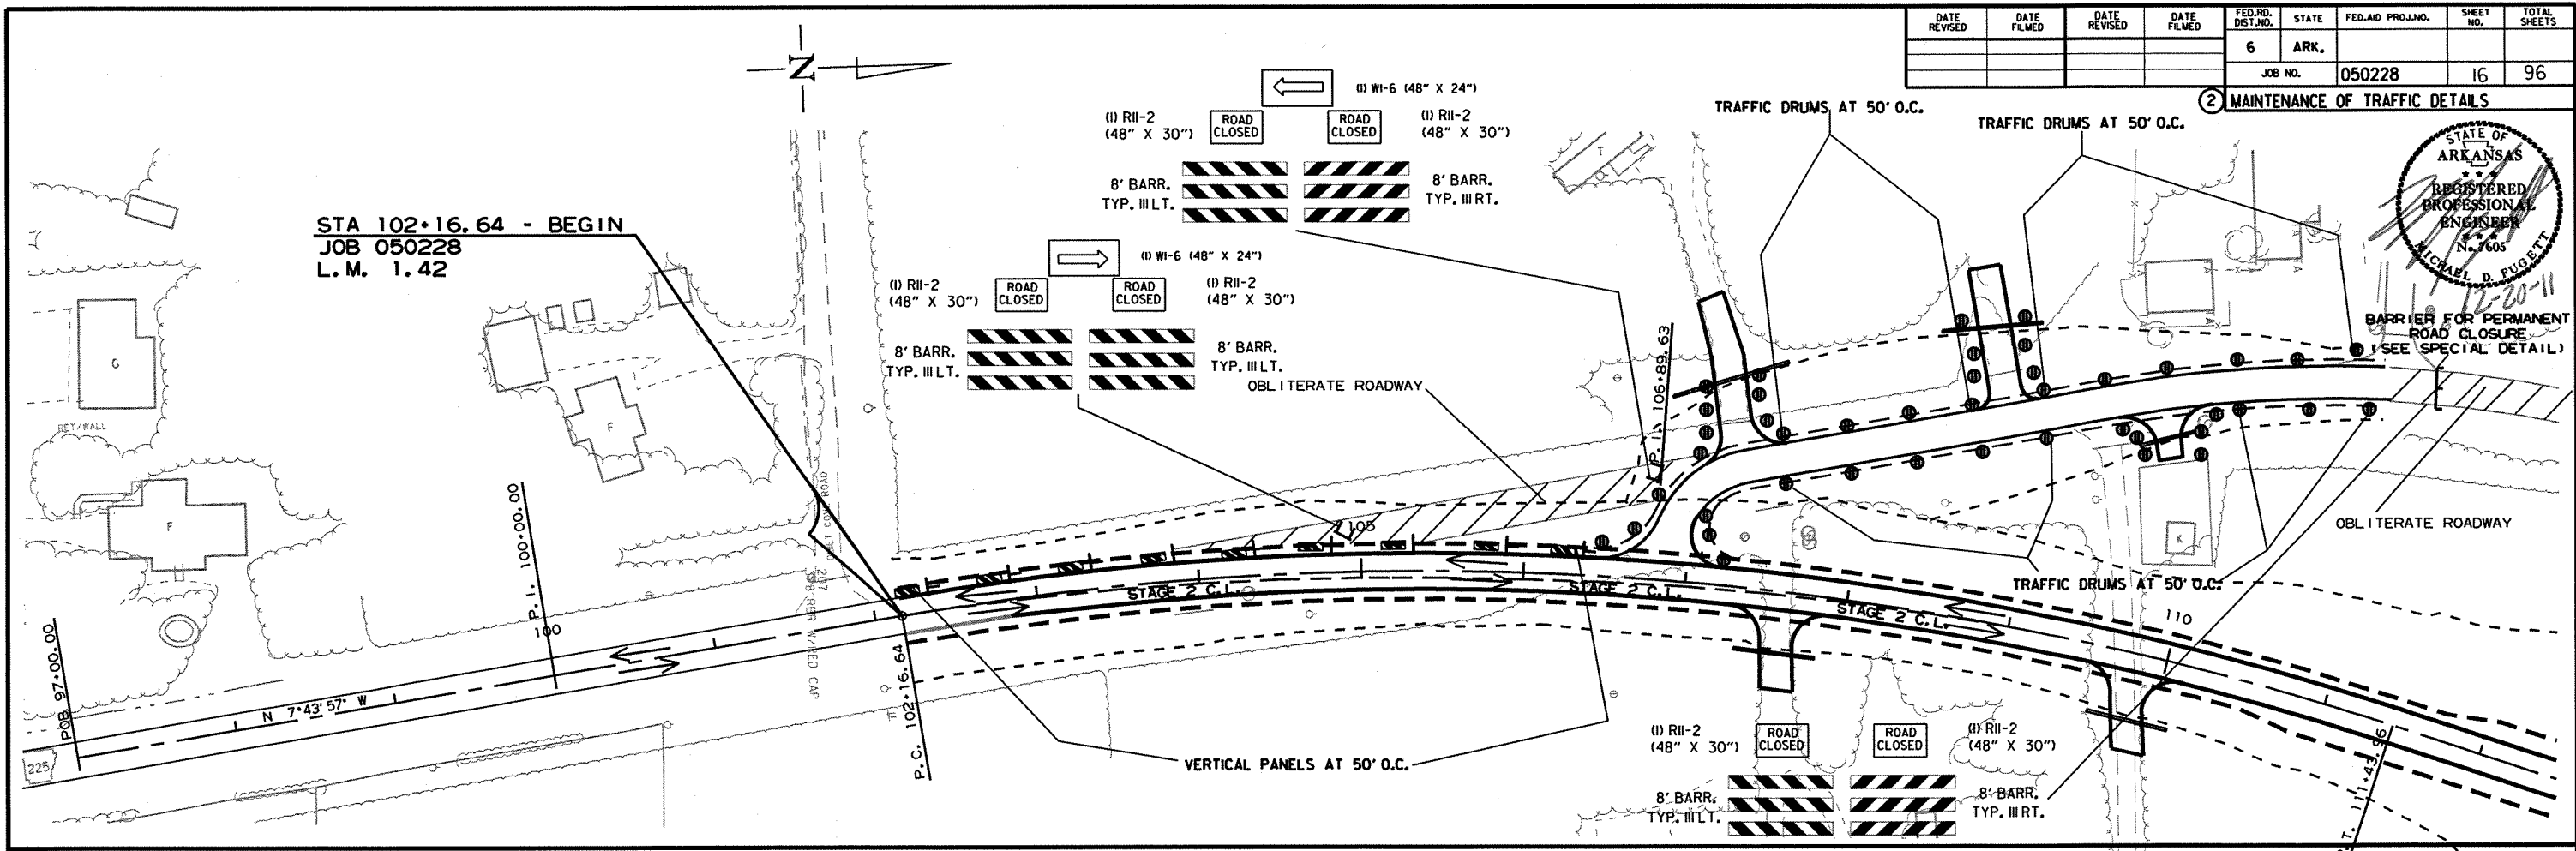 DATE REVISED
DATE FILMED
DATE REVISED
DATE FILMED
FED.RD. DIST.NO.
STATE
FED.AID PROJ.NO.
SHEET NO.
TOTAL SHEETS
6
ARK.
JOB NO.
050228
16
96
2
MAINTENANCE OF TRAFFIC DETAILS
N
(1) W1-6 (48" X 24")
(1) R11-2
(48" X 30")
ROAD
CLOSED
ROAD
CLOSED
(1) R11-2
(48" X 30")
8' BARR.
TYP. III LT.
8' BARR.
TYP. III RT.
TRAFFIC DRUMS AT 50' O.C.
TRAFFIC DRUMS AT 50' O.C.
STATE OF
ARKANSAS
REGISTERED
PROFESSIONAL
ENGINEER
No. 7605
MICHAEL D. FUGETT
12-20-11
STA 102+16.64 - BEGIN
JOB 050228
L.M. 1.42
(1) W1-6 (48" X 24")
(1) R11-2
(48" X 30")
ROAD
CLOSED
ROAD
CLOSED
(1) R11-2
(48" X 30")
8' BARR.
TYP. III LT.
8' BARR.
TYP. III LT.
OBLITERATE ROADWAY
P.I. 106+89.63
BARRIER FOR PERMANENT
ROAD CLOSURE
(SEE SPECIAL DETAIL)
T
G
F
RET/WALL
F
K
OBLITERATE ROADWAY
TRAFFIC DRUMS AT 50' O.C.
105
110
POB 97+00.00
P.I. 100+00.00
100
N 7°43'57" W
225
P.C. 102+16.64
STAGE 2 C.L.
STAGE 2 C.L.
STAGE 2 C.L.
VERTICAL PANELS AT 50' O.C.
(1) R11-2
(48" X 30")
ROAD
CLOSED
ROAD
CLOSED
(1) R11-2
(48" X 30")
8' BARR.
TYP. III LT.
8' BARR.
TYP. III RT.
111+43.96